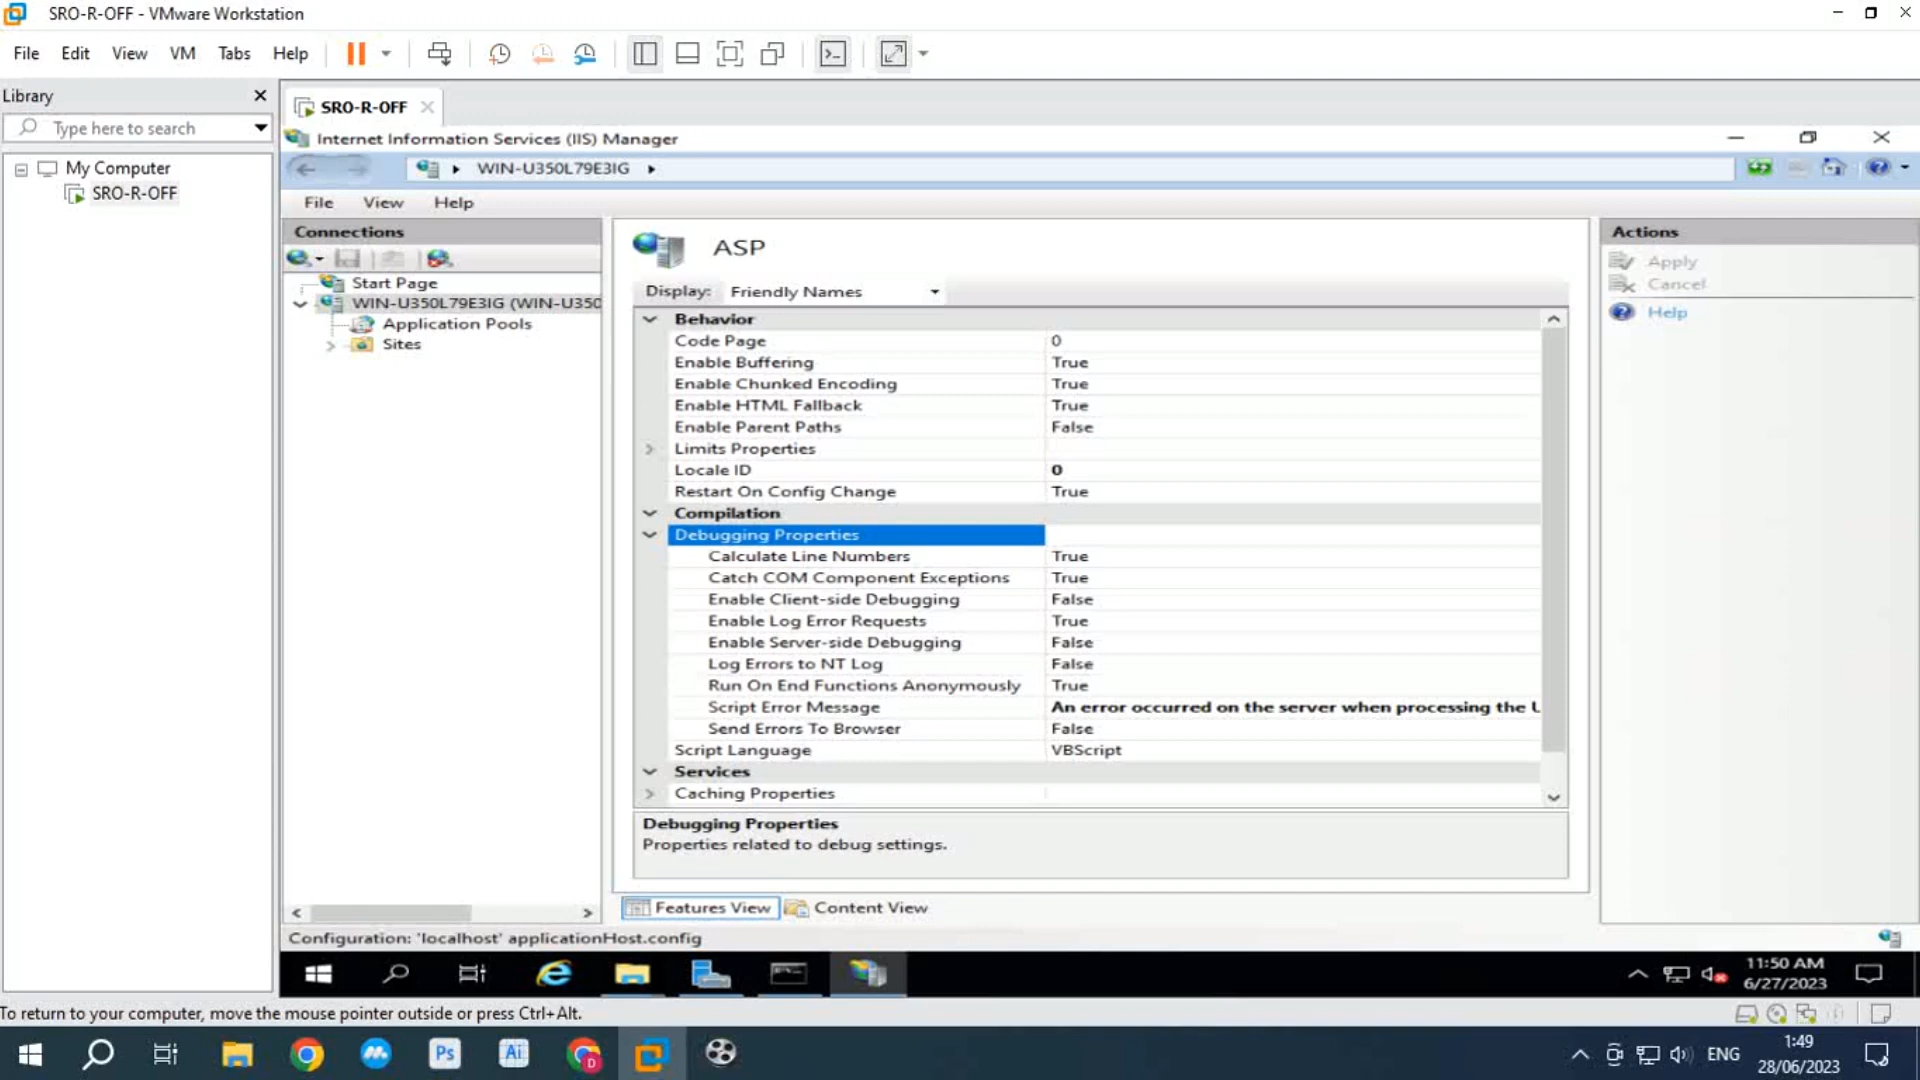 SRO-R-OFF - VMware Workstation
File Edit View VM Tabs Help
Library
Type here to search
My Computer
SRO-R-OFF
SRO-R-OFF
Internet Information Services (IIS) Manager
WIN-U350L79E3IG
File View Help
Connections
Start Page
WIN-U350L79E3IG (WIN-U350
Application Pools
Sites
ASP
Display: Friendly Names
Behavior
Code Page 0
Enable Buffering True
Enable Chunked Encoding True
Enable HTML Fallback True
Enable Parent Paths False
Limits Properties
Locale ID 0
Restart On Config Change True
Compilation
Debugging Properties
Calculate Line Numbers True
Catch COM Component Exceptions True
Enable Client-side Debugging False
Enable Log Error Requests True
Enable Server-side Debugging False
Log Errors to NT Log False
Run On End Functions Anonymously True
Script Error Message An error occurred on the server when processing the U
Send Errors To Browser False
Script Language VBScript
Services
Caching Properties
Debugging Properties
Properties related to debug settings.
Features View Content View
Actions
Apply
Cancel
Help
Configuration: 'localhost' applicationHost.config
11:50 AM
6/27/2023
To return to your computer, move the mouse pointer outside or press Ctrl+Alt.
Ps
Ai
D
ENG
1:49
28/06/2023